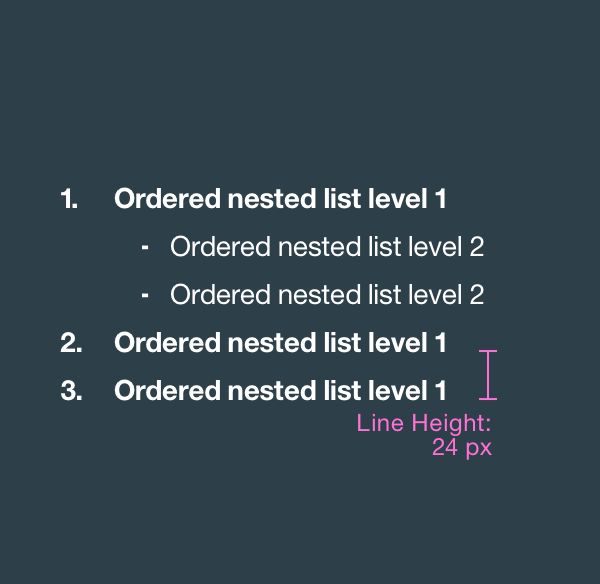 1. Ordered nested list level 1
- Ordered nested list level 2
- Ordered nested list level 2
2. Ordered nested list level 1
3. Ordered nested list level 1
Line Height:
24 px